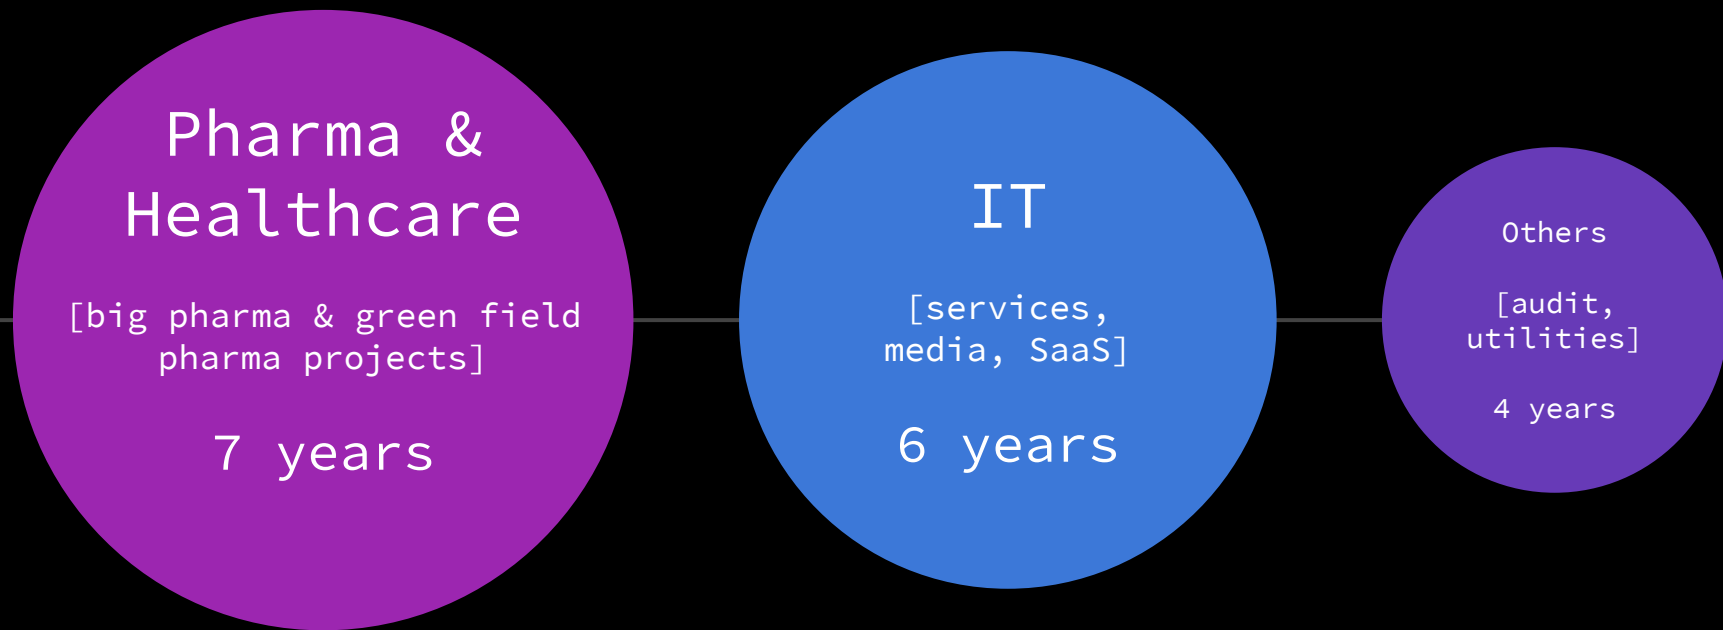 Pharma &
Healthcare
[big pharma & green field
pharma projects]
7 years
IT
[services,
media, SaaS]
6 years
Others
[audit,
utilities]
4 years